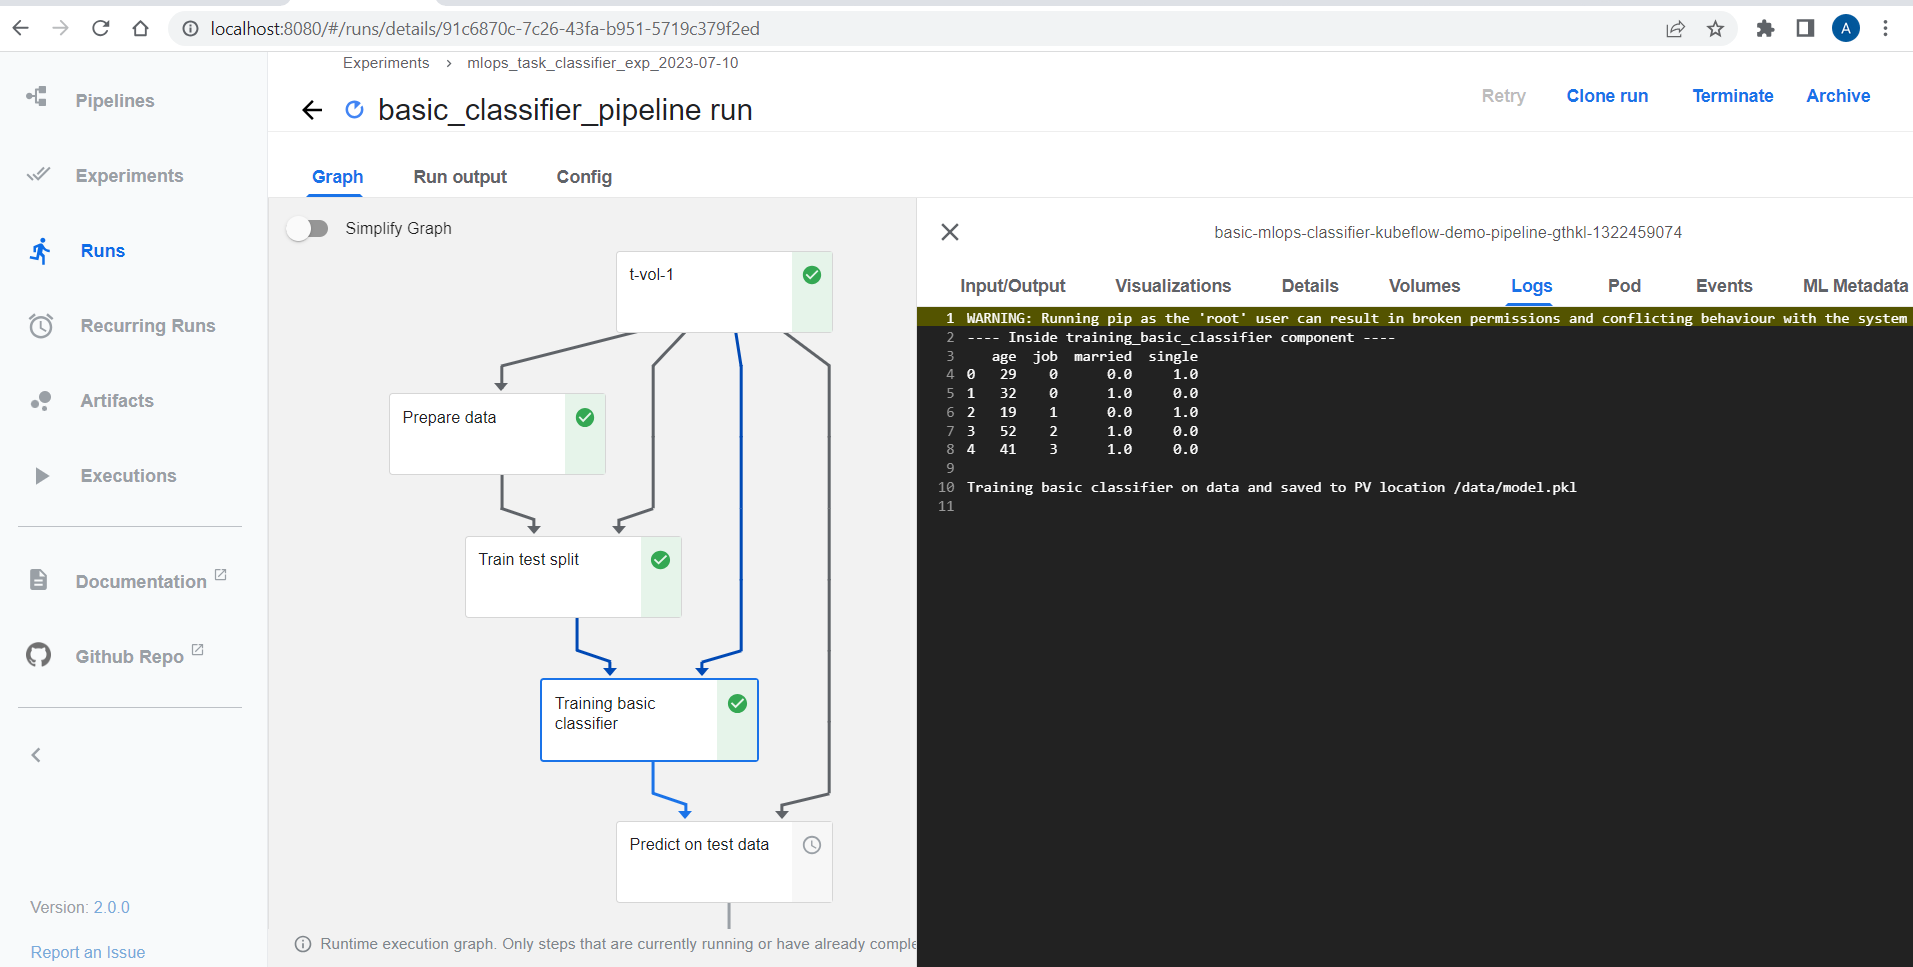 localhost:8080/#/runs/details/91c6870c-7c26-43fa-b951-5719c379f2ed
A
Pipelines
Experiments
Runs
Recurring Runs
Artifacts
Executions
Documentation
Github Repo
Version: 2.0.0
Report an Issue
Experiments > mlops_task_classifier_exp_2023-07-10
basic_classifier_pipeline run
Retry Clone run Terminate Archive
Graph Run output Config
Simplify Graph
t-vol-1
Prepare data
Train test split
Training basic
classifier
Predict on test data
Runtime execution graph. Only steps that are currently running or have already comple
basic-mlops-classifier-kubeflow-demo-pipeline-gthkl-1322459074
Input/Output Visualizations Details Volumes Logs Pod Events ML Metadata
1 WARNING: Running pip as the 'root' user can result in broken permissions and conflicting behaviour with the system
2 ---- Inside training_basic_classifier component ----
3 age job married single
4 0 29 0 0.0 1.0
5 1 32 0 1.0 0.0
6 2 19 1 0.0 1.0
7 3 52 2 1.0 0.0
8 4 41 3 1.0 0.0
9
10 Training basic classifier on data and saved to PV location /data/model.pkl
11